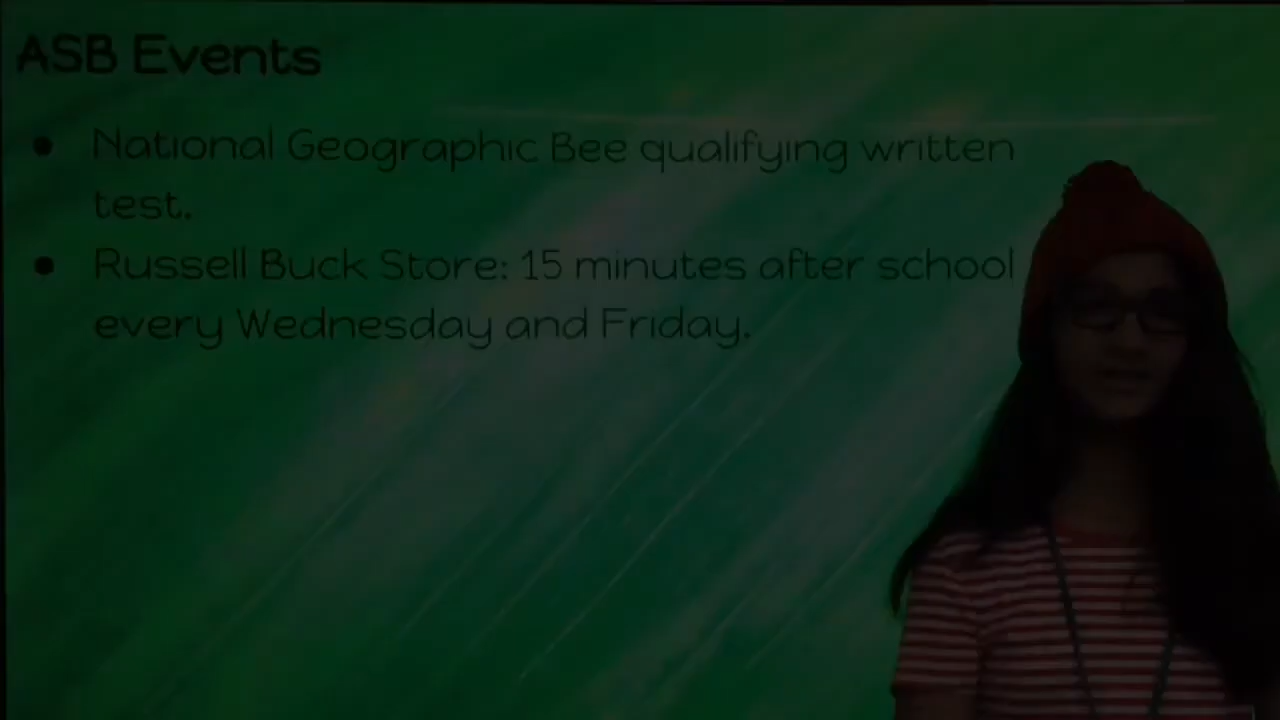 ASB Events
• National Geographic Bee qualifying written
test.
• Russell Buck Store: 15 minutes after school
every Wednesday and Friday.